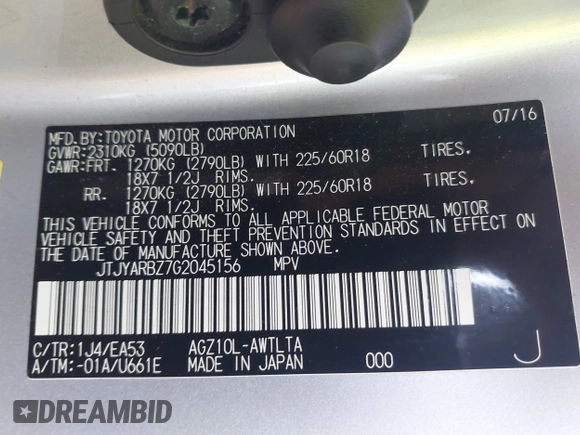 MFD.BY:TOYOTA MOTOR CORPORATION 07/16
GVWR:2310KG (5090LB)
GAWR:FRT. 1270KG (2790LB) WITH 225/60R18 TIRES.
18X7 1/2J RIMS.
RR. 1270KG (2790LB) WITH 225/60R18 TIRES.
18X7 1/2J RIMS.
THIS VEHICLE CONFORMS TO ALL APPLICABLE FEDERAL MOTOR
VEHICLE SAFETY AND THEFT PREVENTION STANDARDS IN EFFECT ON
THE DATE OF MANUFACTURE SHOWN ABOVE.
JTJYARBZ7G2045156 MPV
C/TR:1J4/EA53 AGZ10L-AWTLTA
A/TM:-01A/U661E MADE IN JAPAN 000 J
DREAMBID